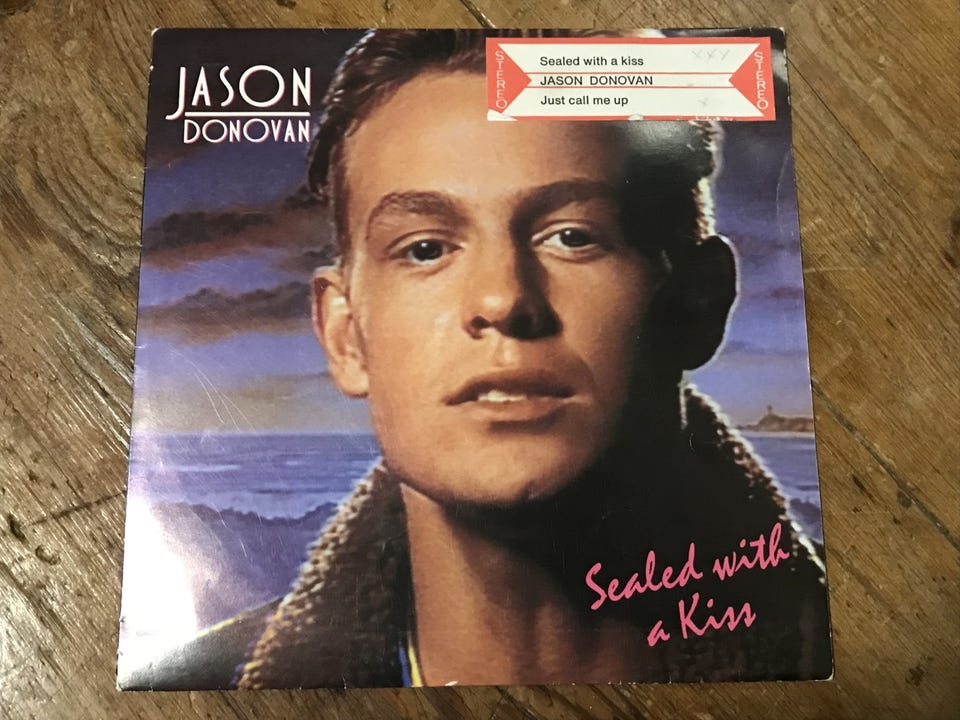 JASON
DONOVAN
STEREO
Sealed with a kiss
JASON DONOVAN
Just call me up
STEREO
Sealed with
a Kiss